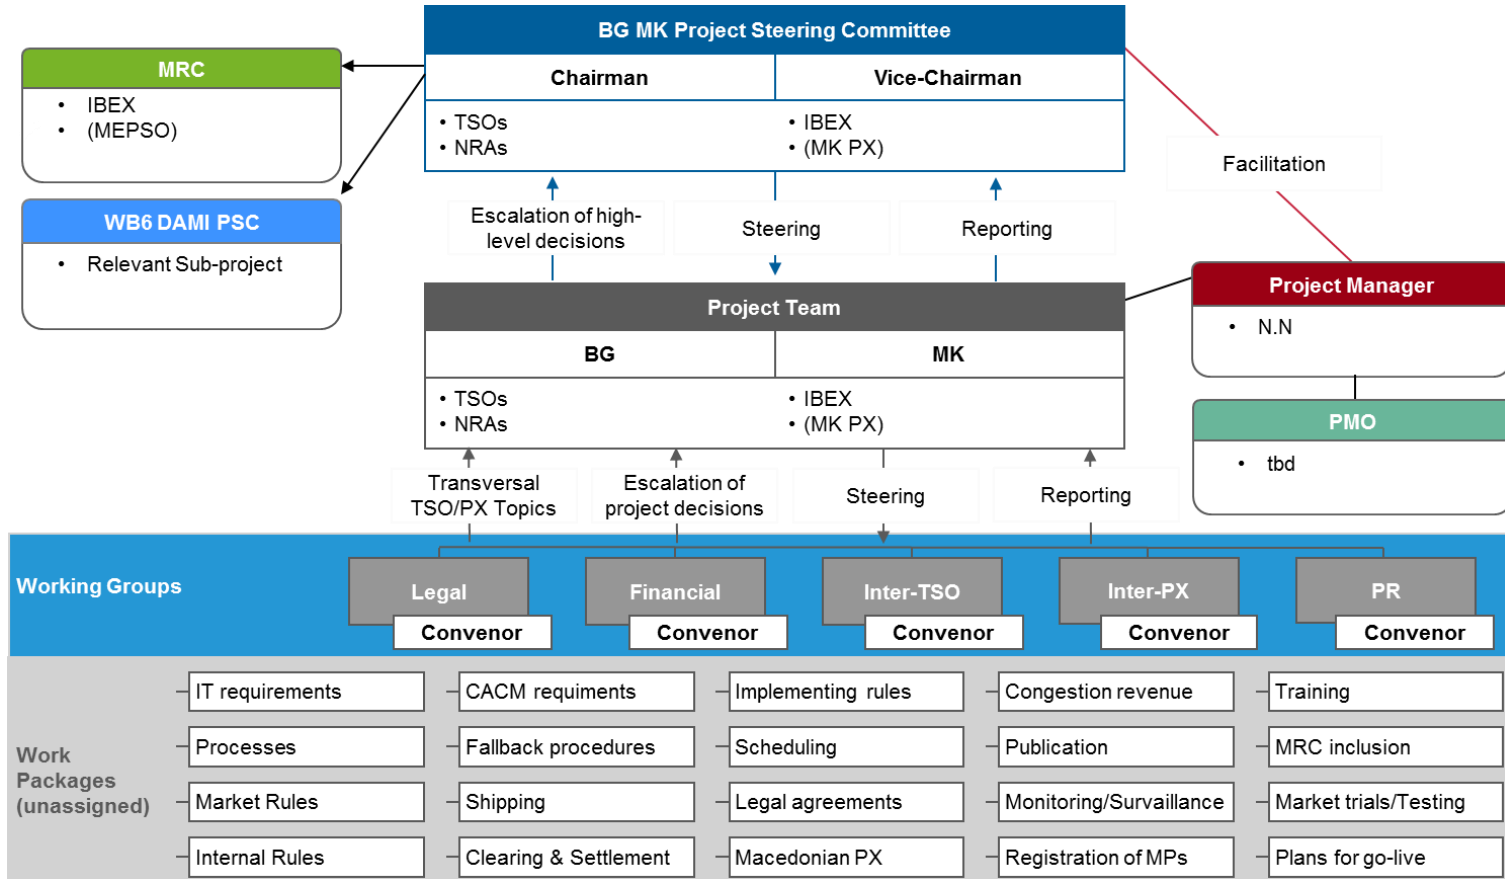 BG MK Project Steering Committee
Chairman
Vice-Chairman
• TSOs
• NRAs
• IBEX
• (MK PX)
MRC
• IBEX
• (MEPSO)
WB6 DAMI PSC
• Relevant Sub-project
Facilitation
Escalation of high-
level decisions
Steering
Reporting
Project Manager
• N.N
PMO
• tbd
Project Team
BG
MK
• TSOs
• NRAs
• IBEX
• (MK PX)
Transversal
TSO/PX Topics
Escalation of
project decisions
Steering
Reporting
Working Groups
Legal
Convenor
Financial
Convenor
Inter-TSO
Convenor
Inter-PX
Convenor
PR
Convenor
Work
Packages
(unassigned)
IT requirements
CACM requiments
Implementing rules
Congestion revenue
Training
Processes
Fallback procedures
Scheduling
Publication
MRC inclusion
Market Rules
Shipping
Legal agreements
Monitoring/Survaillance
Market trials/Testing
Internal Rules
Clearing & Settlement
Macedonian PX
Registration of MPs
Plans for go-live